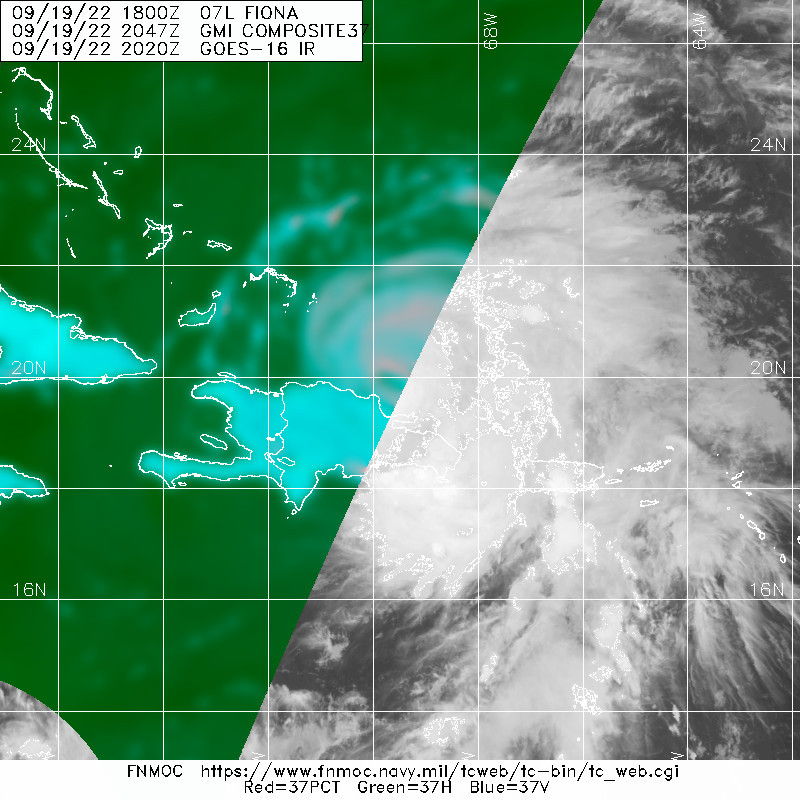 09/19/22 1800Z 07L FIONA
09/19/22 2047Z GMI COMPOSITE37
09/19/22 2020Z GOES-16 IR
68W
64W
24N
24N
20N
20N
16N
16N
FNMOC https://www.fnmoc.navy.mil/tcweb/tc-bin/tc_web.cgi
Red=37PCT Green=37H Blue=37V